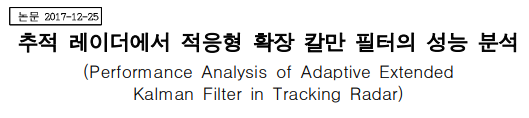 논문 2017-12-25
추적 레이더에서 적응형 확장 칼만 필터의 성능 분석
(Performance Analysis of Adaptive Extended
Kalman Filter in Tracking Radar)